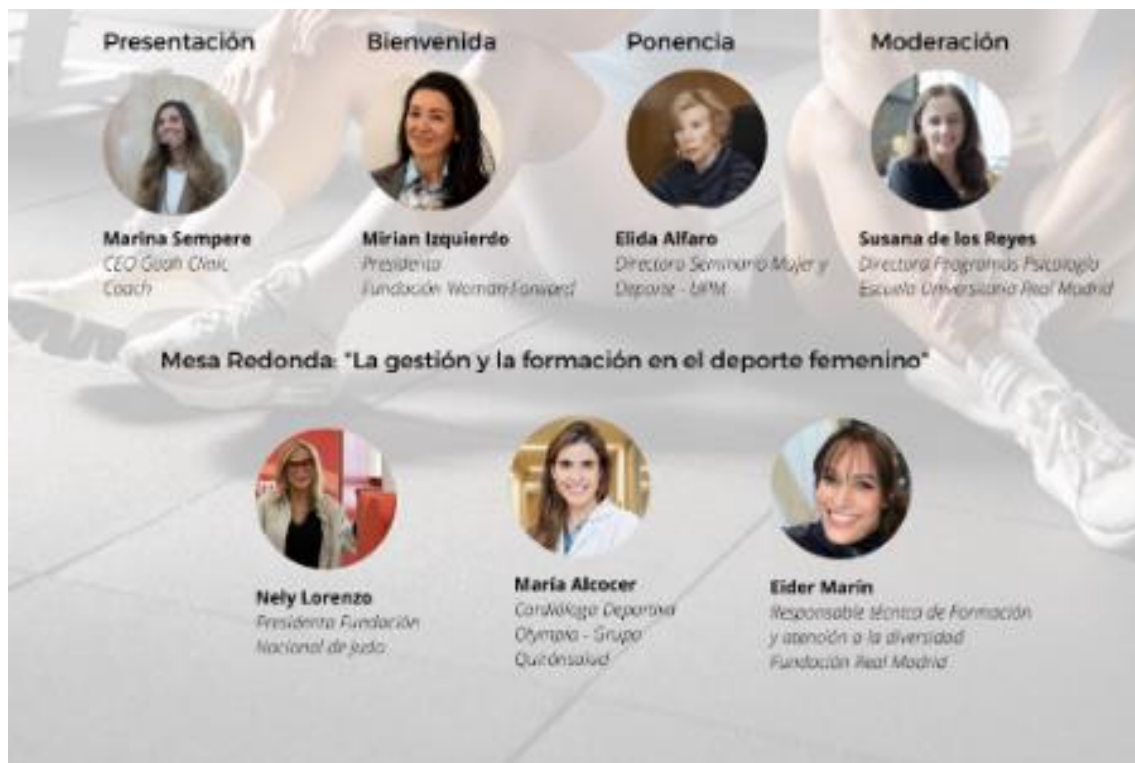 Presentación
Bienvenida
Ponencia
Moderación
Marina Sempere
CEO Clinic
Coach
Mirian Izquierdo
Presidenta
Fundación Woman Forward
Elida Alfaro
Directora Seminario Mujer y
Deporte - UPM
Susana de los Reyes
Directora Programas Psicología
Escuela Universitaria Real Madrid
Mesa Redonda: "La gestión y la formación en el deporte femenino"
Nely Lorenzo
Presidenta Fundación
Nacional de Judo
María Alcocer
Cardióloga Deportiva
Olympia - Grupo
Quirónsalud
Eider Marín
Responsable técnica de Formación
y atención a la diversidad
Fundación Real Madrid